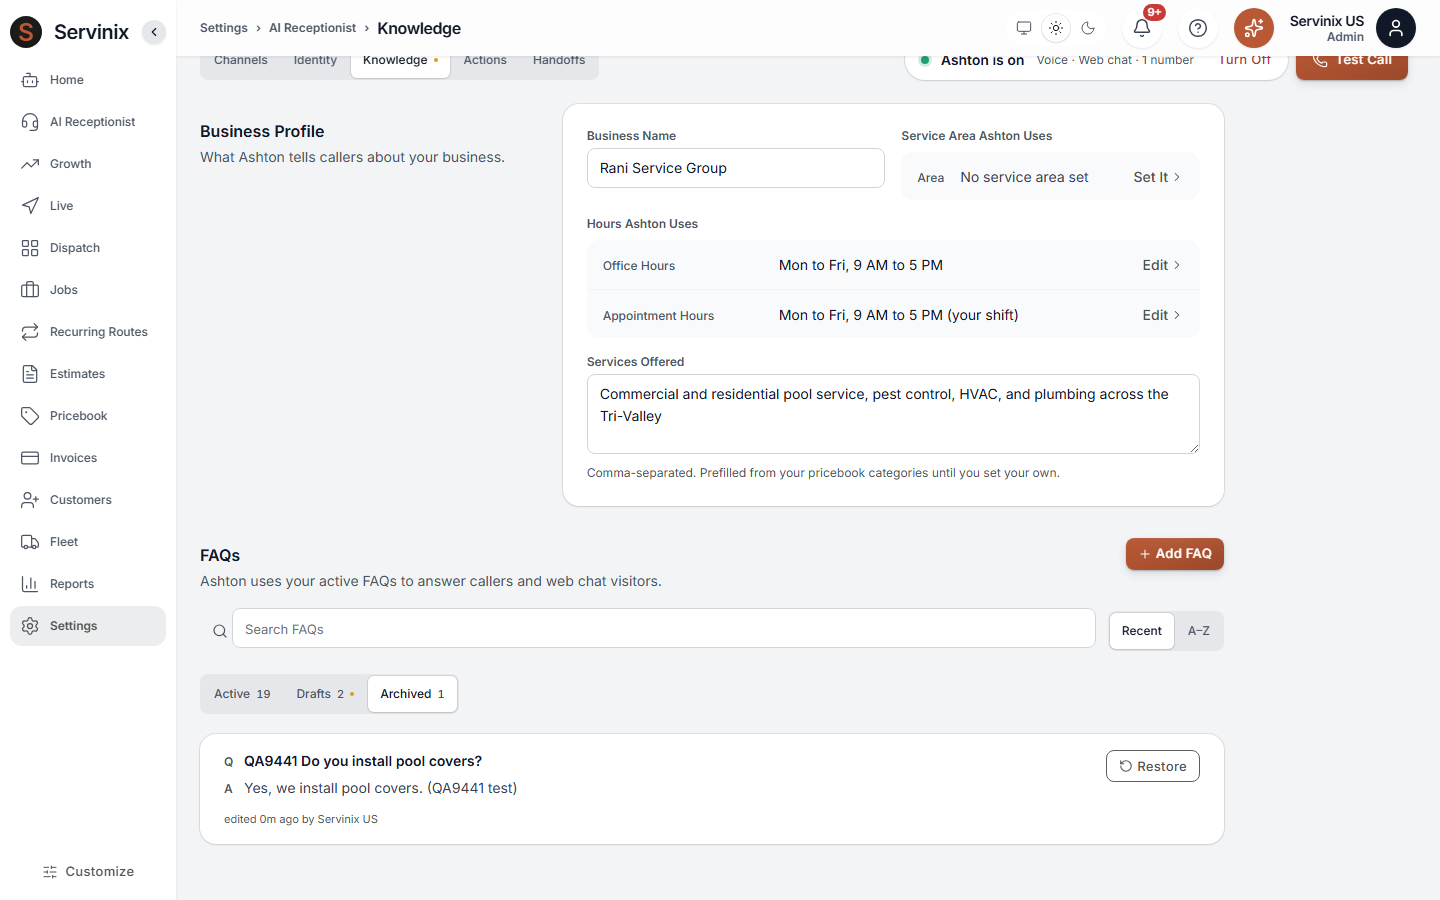 S Servinix
Settings › AI Receptionist › Knowledge
9+
Servinix US
Admin
Home
AI Receptionist
Growth
Live
Dispatch
Jobs
Recurring Routes
Estimates
Pricebook
Invoices
Customers
Fleet
Reports
Settings
Customize
Channels Identity Knowledge Actions Handoffs
Ashton is on Voice · Web chat · 1 number Turn Off
Test Call
Business Profile
What Ashton tells callers about your business.
Business Name
Rani Service Group
Service Area Ashton Uses
Area No service area set Set It
Hours Ashton Uses
Office Hours Mon to Fri, 9 AM to 5 PM Edit
Appointment Hours Mon to Fri, 9 AM to 5 PM (your shift) Edit
Services Offered
Commercial and residential pool service, pest control, HVAC, and plumbing across the
Tri-Valley
Comma-separated. Prefilled from your pricebook categories until you set your own.
FAQs
Ashton uses your active FAQs to answer callers and web chat visitors.
+ Add FAQ
Search FAQs
Recent A–Z
Active 19 Drafts 2 Archived 1
Q QA9441 Do you install pool covers?
A Yes, we install pool covers. (QA9441 test)
edited 0m ago by Servinix US
Restore